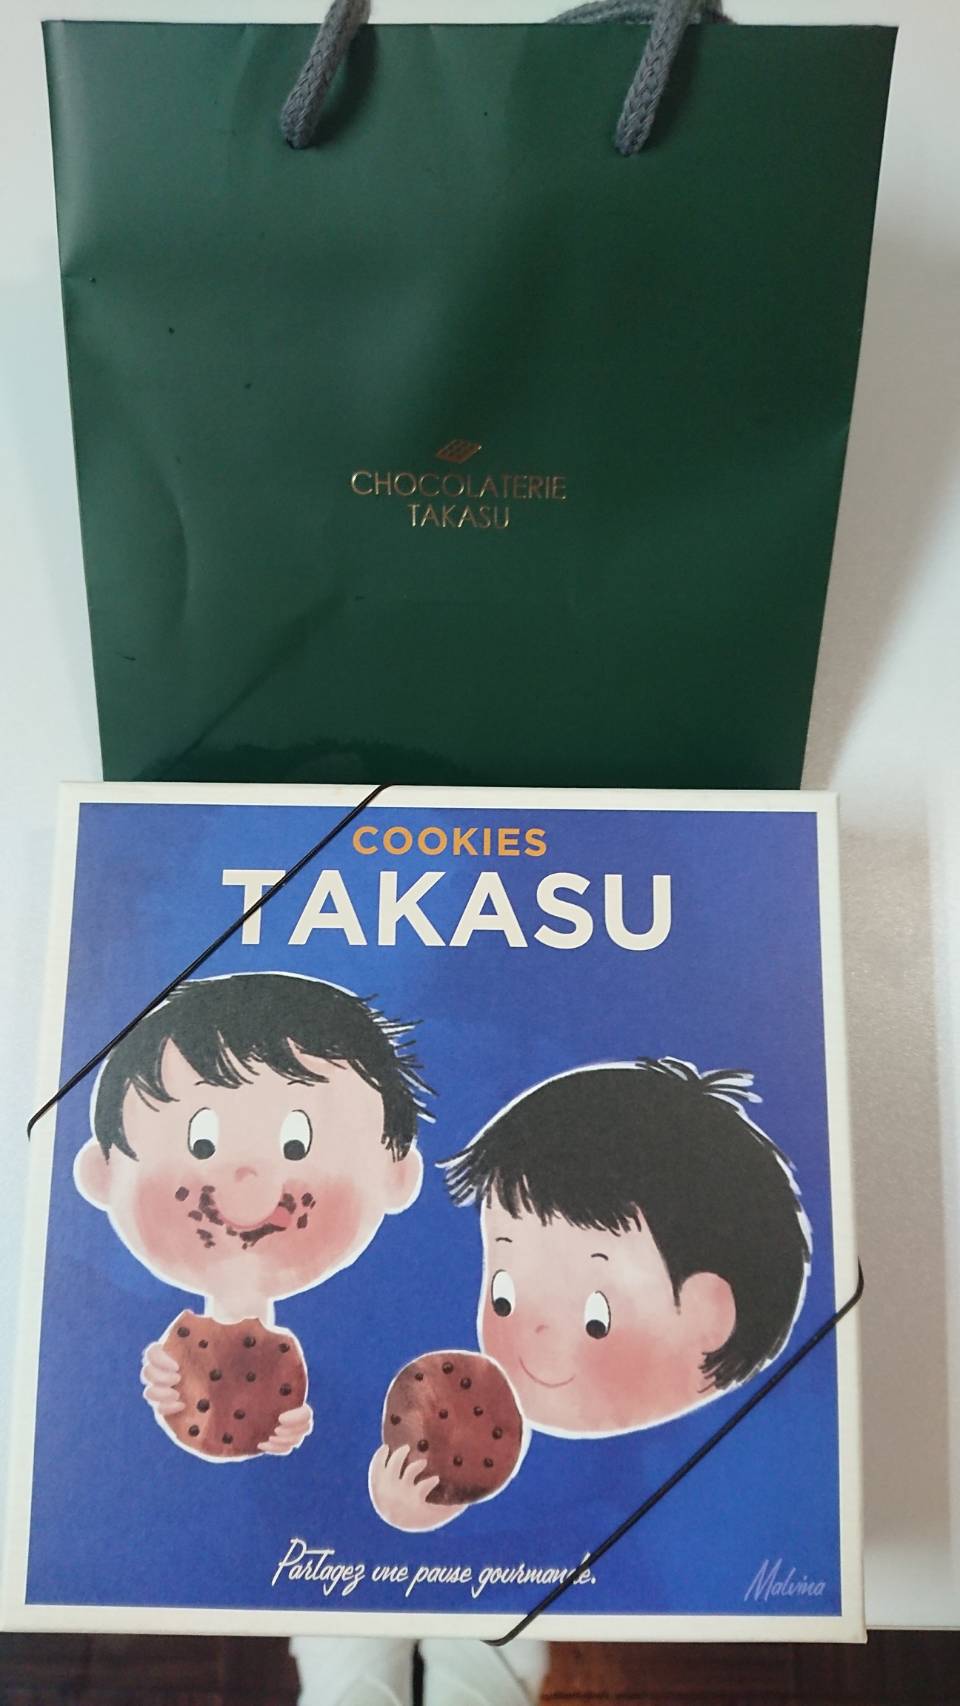 CHOCOLATERIE
TAKASU
COOKIES
TAKASU
Partagez une pause gourmande.
Malvina